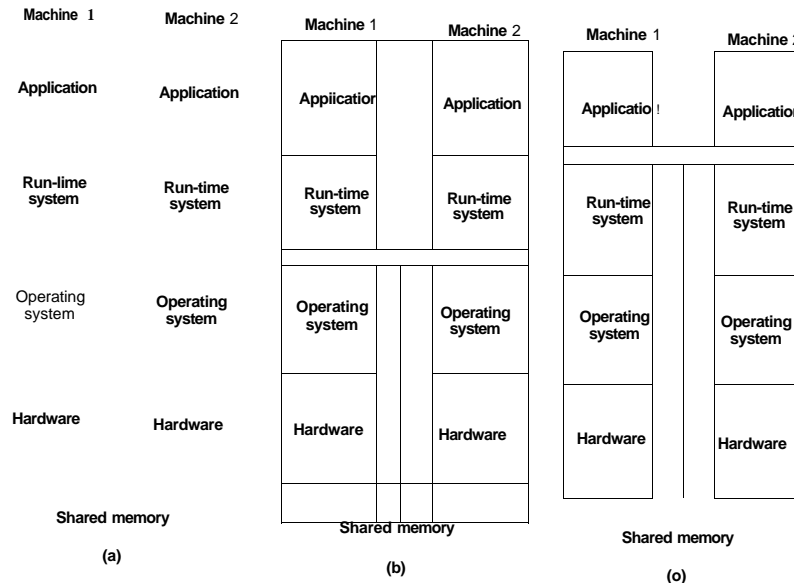 Machine 1
Machine 2
Application
Application
Run-lime
system
Run-time
system
Operating
system
Operating
system
Hardware
Hardware
Shared memory
(a)
Machine 1
Machine 2
Appiicatior
Application
Run-time
system
Run-time
system
Operating
system
Operating
system
Hardware
Hardware
Shared memory
(b)
Machine 1
Machine 2
Applicatio!
Application
Run-time
system
Run-time
system
Operating
system
Operating
system
Hardware
Hardware
Shared memory
(o)